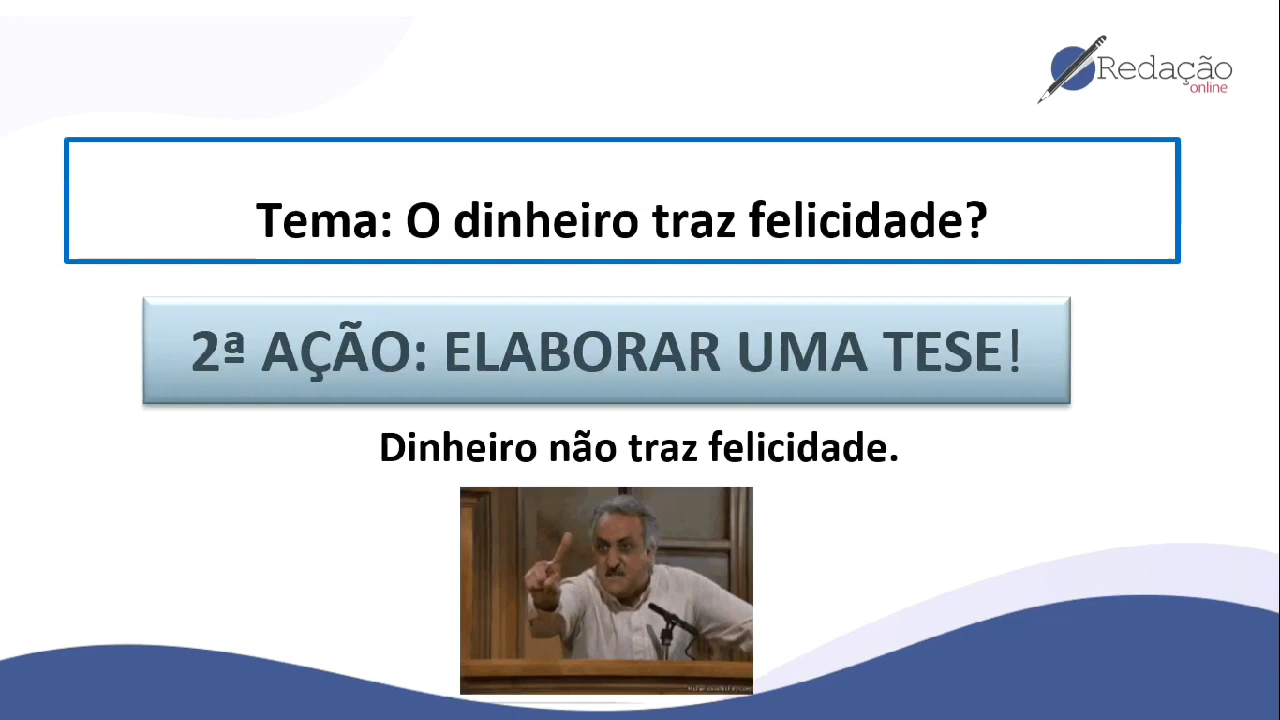 Redação
online
Tema: O dinheiro traz felicidade?
2ª AÇÃO: ELABORAR UMA TESE!
Dinheiro não traz felicidade.